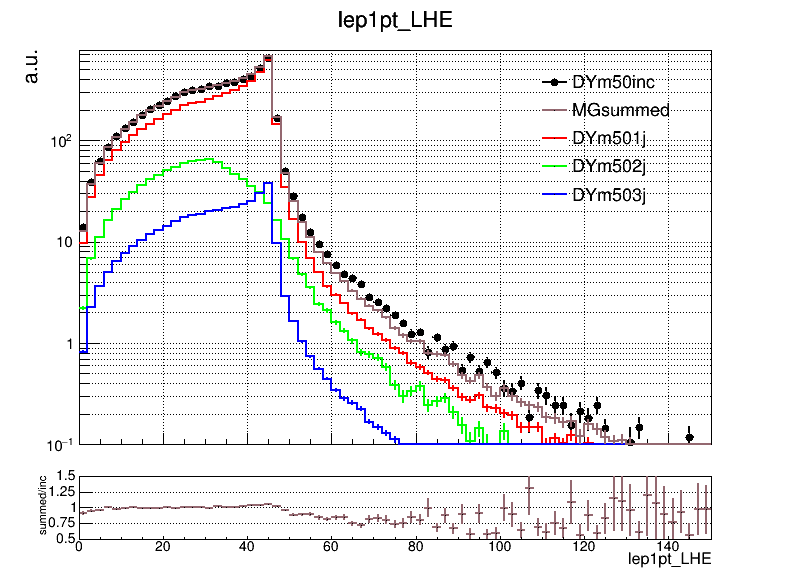 lep1pt_LHE
a.u.
DYm50inc
MGsummed
DYm501j
DYm502j
DYm503j
10²
10
1
10⁻¹
summed/inc
1.5
1.25
1
0.75
0.5
0 20 40 60 80 100 120 140
lep1pt_LHE